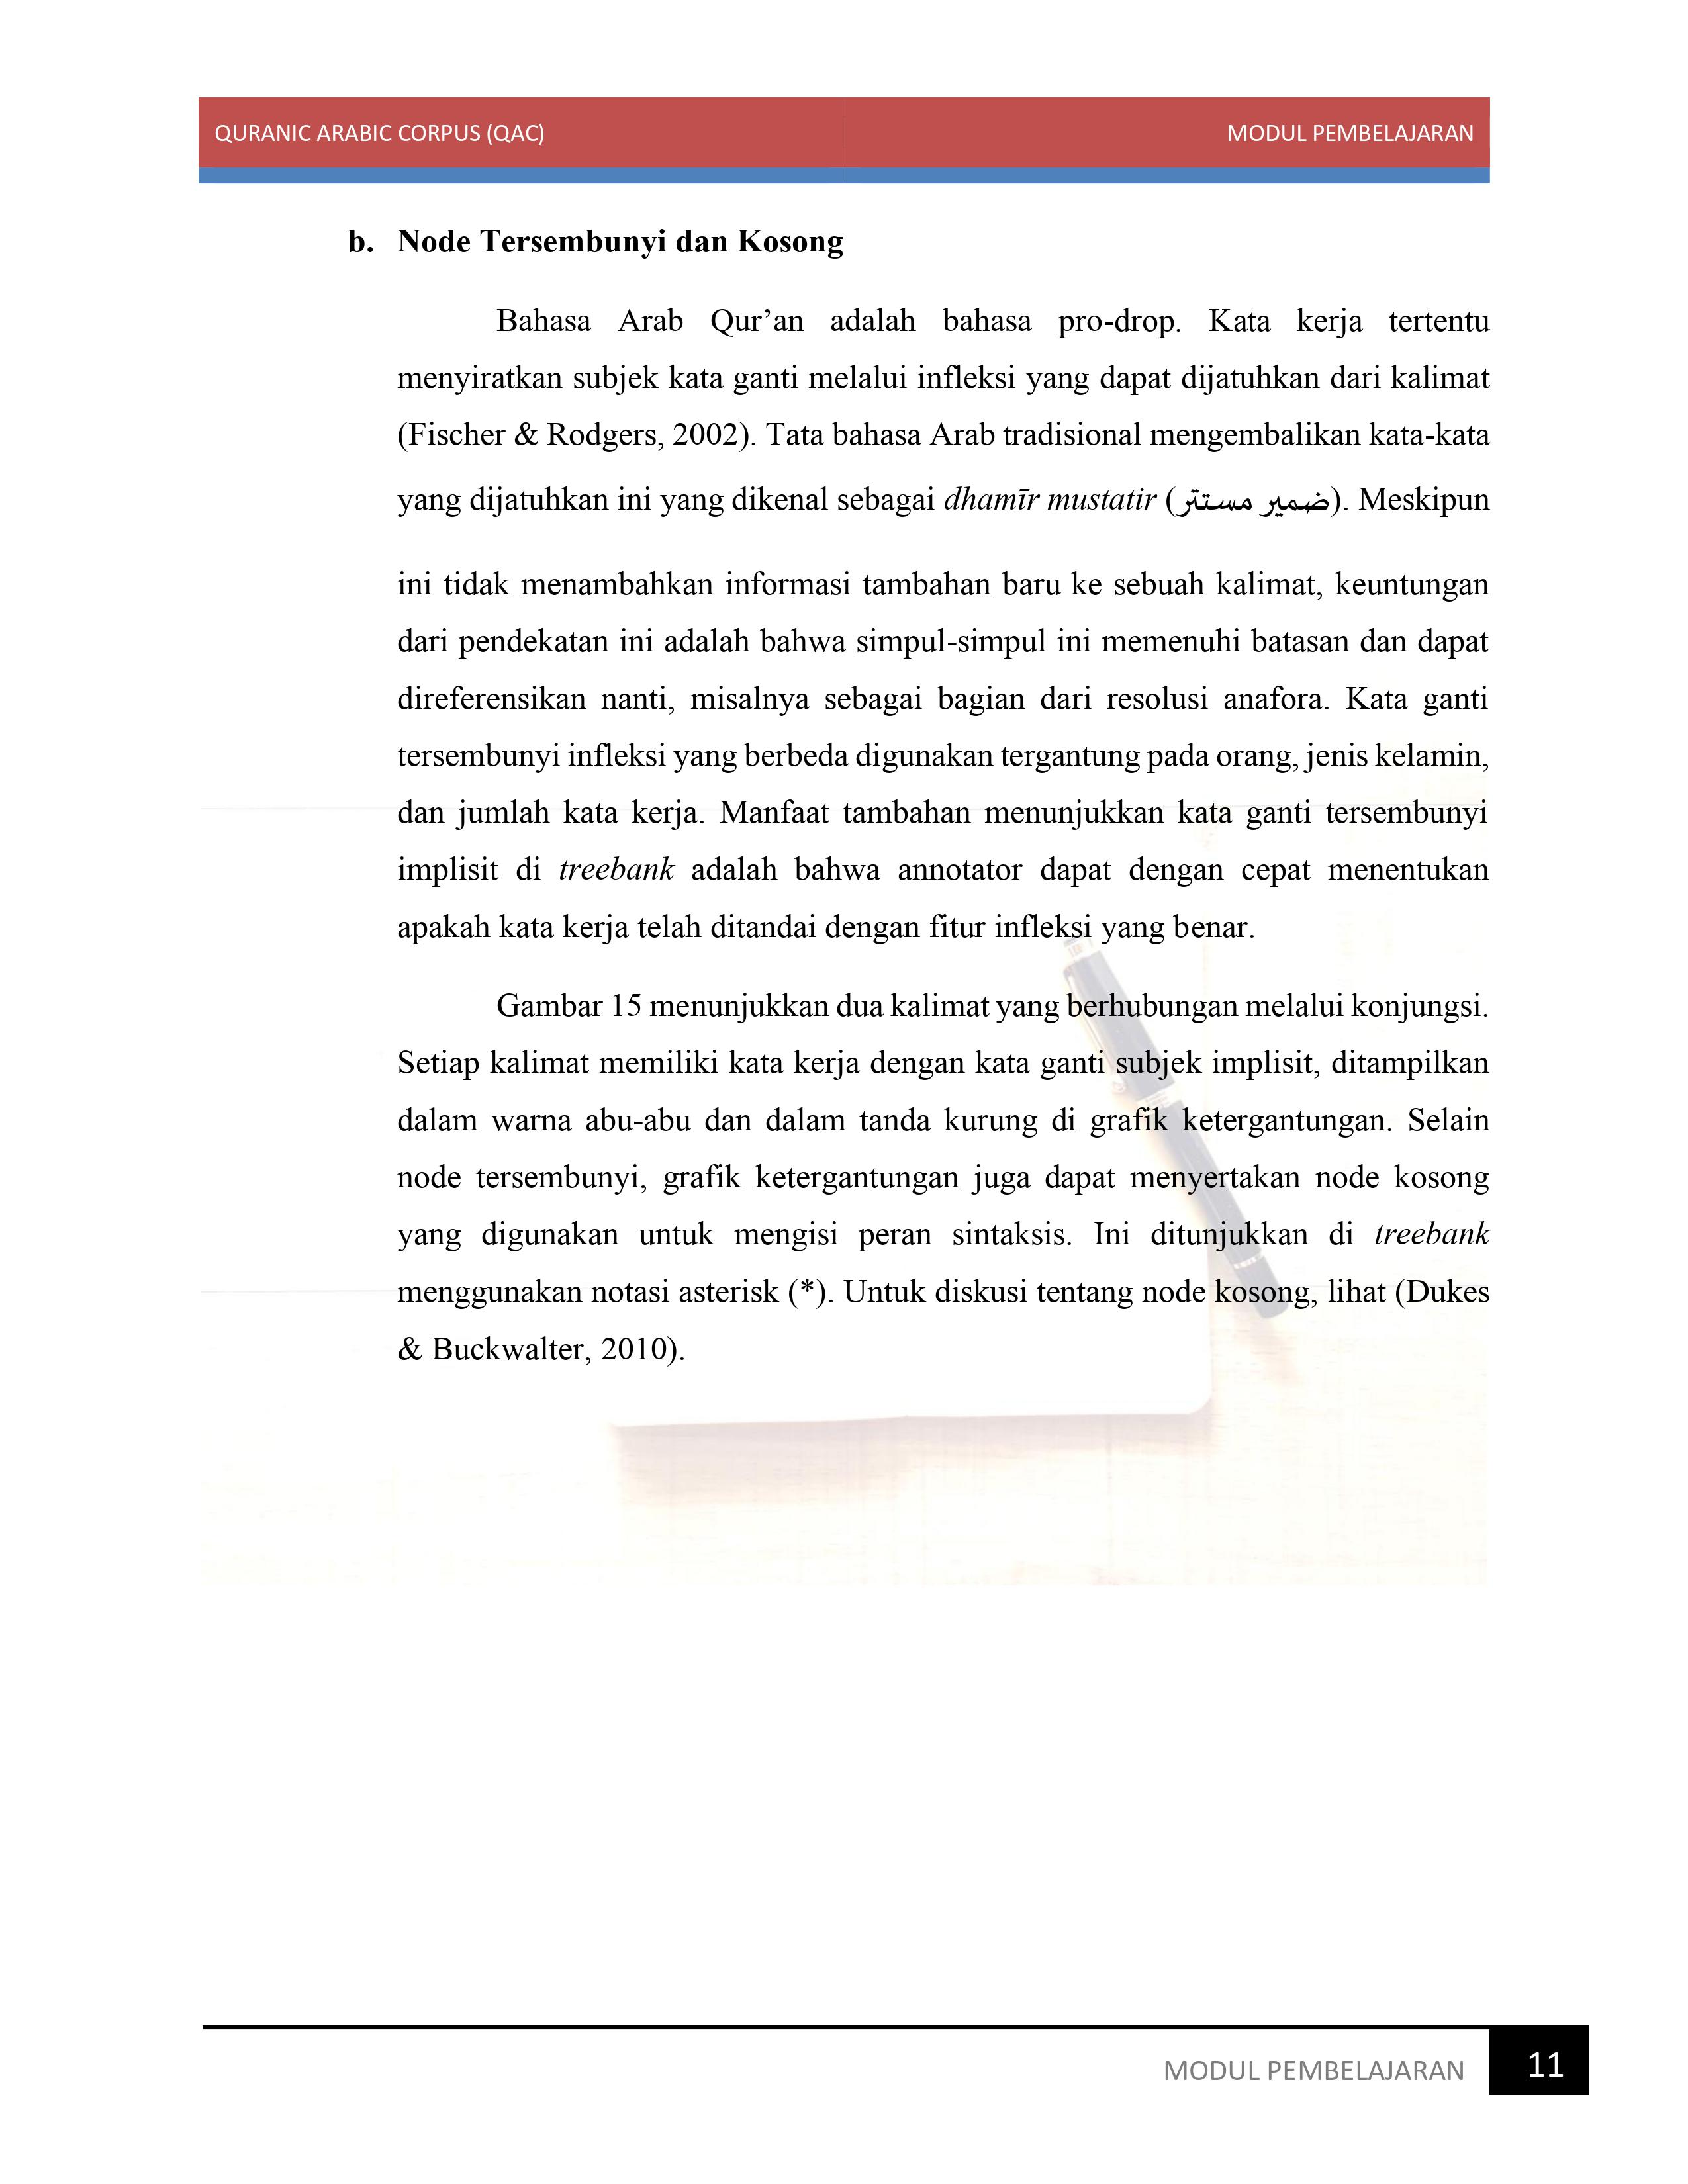 QURANIC ARABIC CORPUS (QAC) MODUL PEMBELAJARAN
b. Node Tersembunyi dan Kosong
Bahasa Arab Qur’an adalah bahasa pro-drop. Kata kerja tertentu
menyiratkan subjek kata ganti melalui infleksi yang dapat dijatuhkan dari kalimat
(Fischer & Rodgers, 2002). Tata bahasa Arab tradisional mengembalikan kata-kata
yang dijatuhkan ini yang dikenal sebagai dhamīr mustatir (ضمير مستتر). Meskipun
ini tidak menambahkan informasi tambahan baru ke sebuah kalimat, keuntungan
dari pendekatan ini adalah bahwa simpul-simpul ini memenuhi batasan dan dapat
direferensikan nanti, misalnya sebagai bagian dari resolusi anafora. Kata ganti
tersembunyi infleksi yang berbeda digunakan tergantung pada orang, jenis kelamin,
dan jumlah kata kerja. Manfaat tambahan menunjukkan kata ganti tersembunyi
implisit di treebank adalah bahwa annotator dapat dengan cepat menentukan
apakah kata kerja telah ditandai dengan fitur infleksi yang benar.
Gambar 15 menunjukkan dua kalimat yang berhubungan melalui konjungsi.
Setiap kalimat memiliki kata kerja dengan kata ganti subjek implisit, ditampilkan
dalam warna abu-abu dan dalam tanda kurung di grafik ketergantungan. Selain
node tersembunyi, grafik ketergantungan juga dapat menyertakan node kosong
yang digunakan untuk mengisi peran sintaksis. Ini ditunjukkan di treebank
menggunakan notasi asterisk (*). Untuk diskusi tentang node kosong, lihat (Dukes
& Buckwalter, 2010).
MODUL PEMBELAJARAN 11